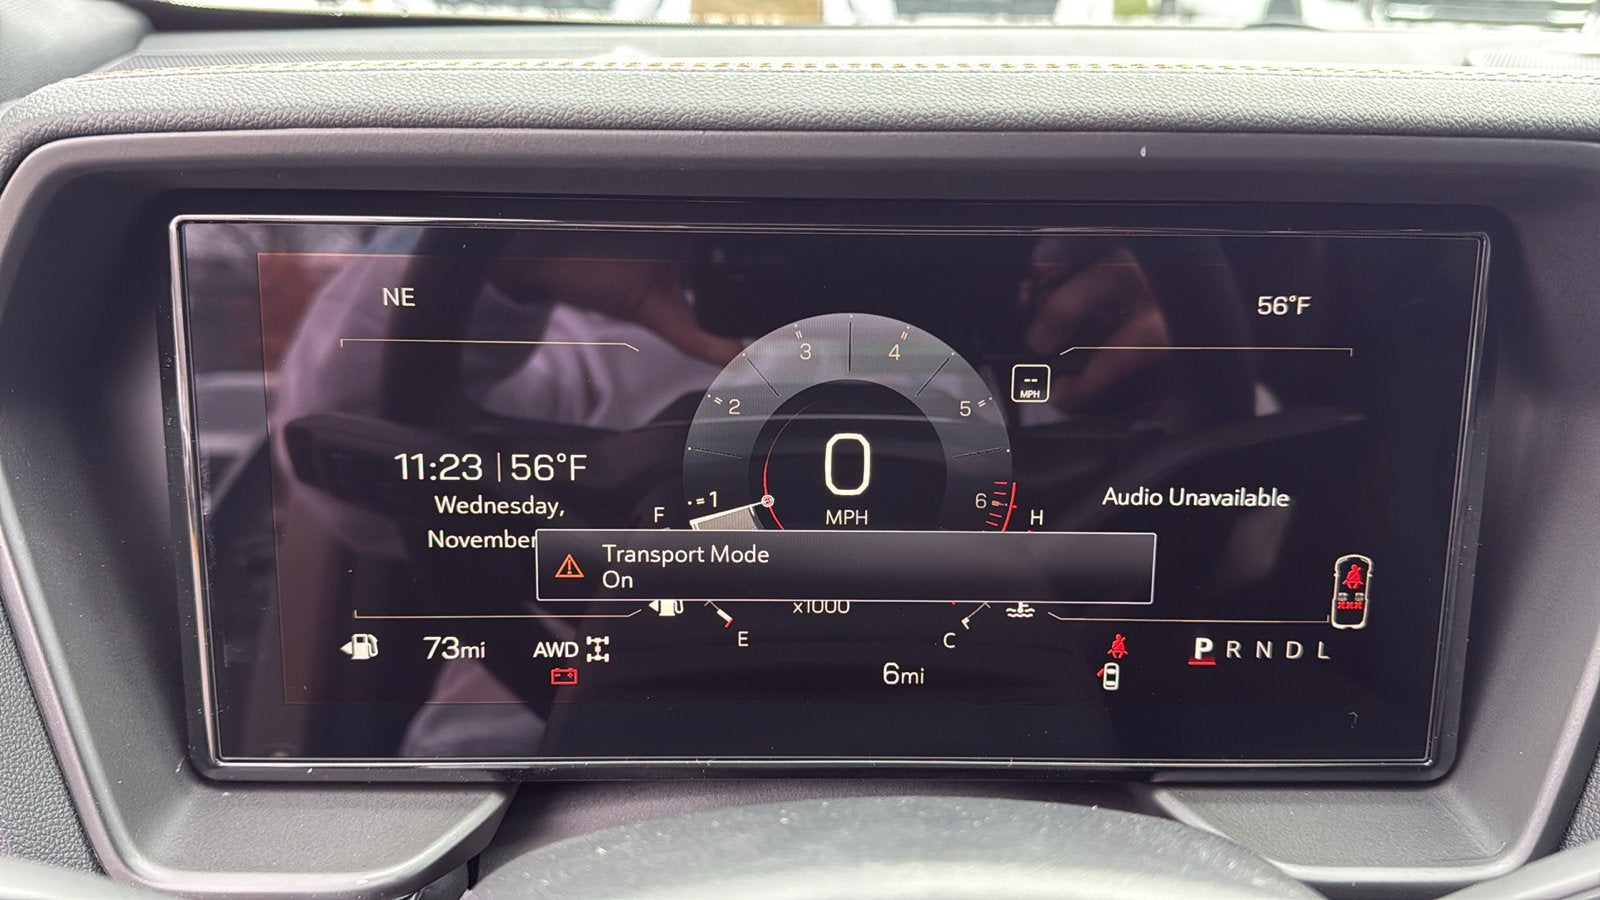 NE
56°F
3
4
2
5
-- MPH
11:23 | 56°F
0
Wednesday,
1
6
Audio Unavailable
F
MPH
H
November
Transport Mode
On
x1000
E
C
73mi
AWD
P R N D L
6mi